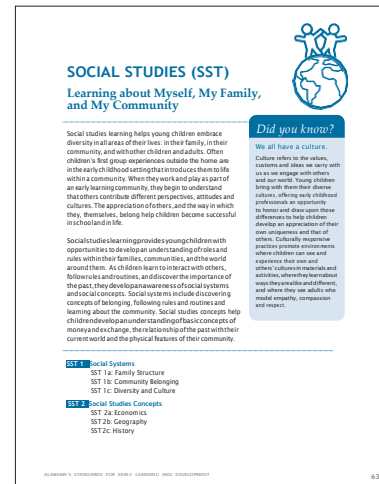 SOCIAL STUDIES (SST)
Learning about Myself, My Family,
and My Community
Social studies learning helps young children embrace
diversity in all areas of their lives: in their family, in their
community, and with other children and adults. Often
children's first group experiences outside the home are
in the early childhood setting that introduces them to life
within a community. When they work and play as part of
an early learning community, they begin to understand
that others contribute different perspectives, attitudes and
cultures. The appreciation of others, and the way in which
they, themselves, belong help children become successful
in school and in life.
Social studies learning provides young children with
opportunities to develop an understanding of roles and
rules within their families, communities, and the world
around them. As children learn to interact with others,
follow rules and routines, and discover the importance of
the past, they develop an awareness of social systems
and social concepts. Social systems include discovering
concepts of belonging, following rules and routines and
learning about the community. Social studies concepts help
children develop an understanding of basic concepts of
money and exchange, the relationship of the past with their
current world and the physical features of their community.
Did you know?
We all have a culture.
Culture refers to the values,
customs and ideas we carry with
us as we engage with others
and our world. Young children
bring with them their diverse
cultures, offering early childhood
professionals an opportunity
to honor and draw upon those
differences to help children
develop an appreciation of their
own uniqueness and that of
others. Culturally responsive
practices promote environments
where children can see and
experience their own and
others' cultures in materials and
activities, where they learn about
ways they are alike and different,
and where they see adults who
model empathy, compassion
and respect.
SST 1 Social Systems
SST 1a: Family Structure
SST 1b: Community Belonging
SST 1c: Diversity and Culture
SST 2 Social Studies Concepts
SST 2a: Economics
SST 2b: Geography
SST 2c: History
ALABAMA'S STANDARDS FOR EARLY LEARNING AND DEVELOPMENT
63